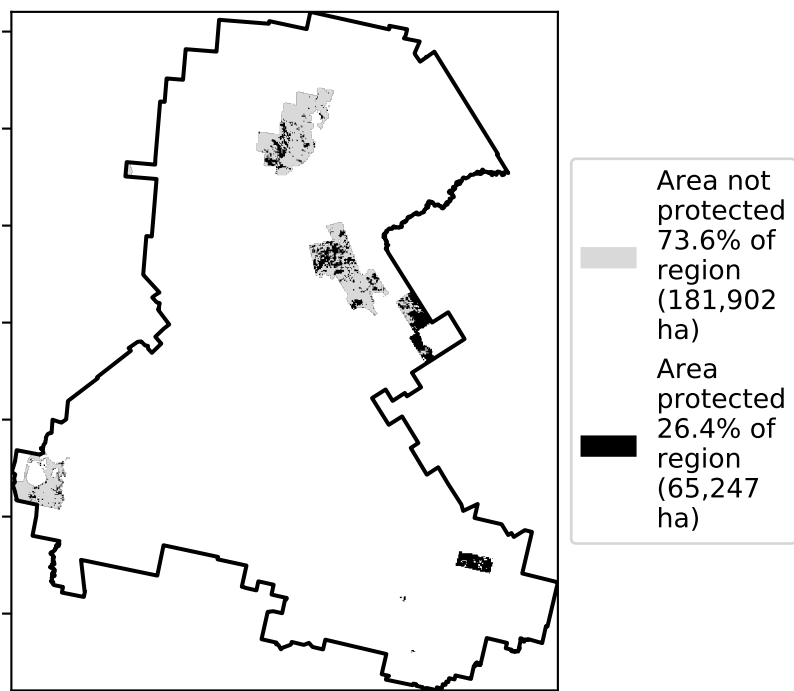 Area not
protected
73.6% of
region
(181,902
ha)
Area
protected
26.4% of
region
(65,247
ha)